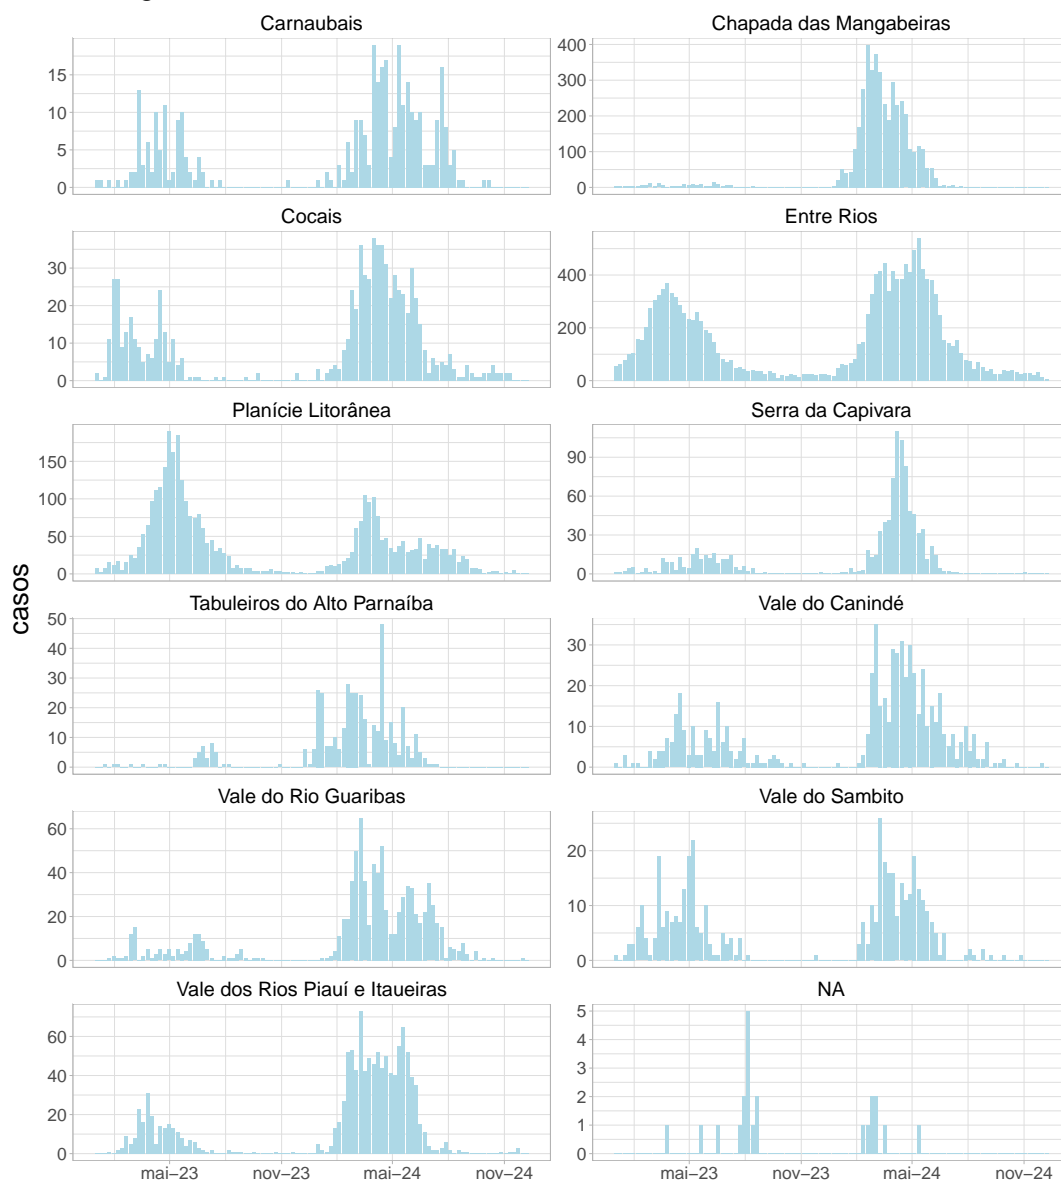 Carnaubais
Chapada das Mangabeiras
15
10
5
0
400
300
200
100
0
Cocais
Entre Rios
30
20
10
0
400
200
0
Planície Litorânea
Serra da Capivara
150
100
50
0
90
60
30
0
casos
Tabuleiros do Alto Parnaíba
Vale do Canindé
50
40
30
20
10
0
30
20
10
0
Vale do Rio Guaribas
Vale do Sambito
60
40
20
0
20
10
0
Vale dos Rios Piauí e Itaueiras
NA
60
40
20
0
5
4
3
2
1
0
mai–23
nov–23
mai–24
nov–24
mai–23
nov–23
mai–24
nov–24